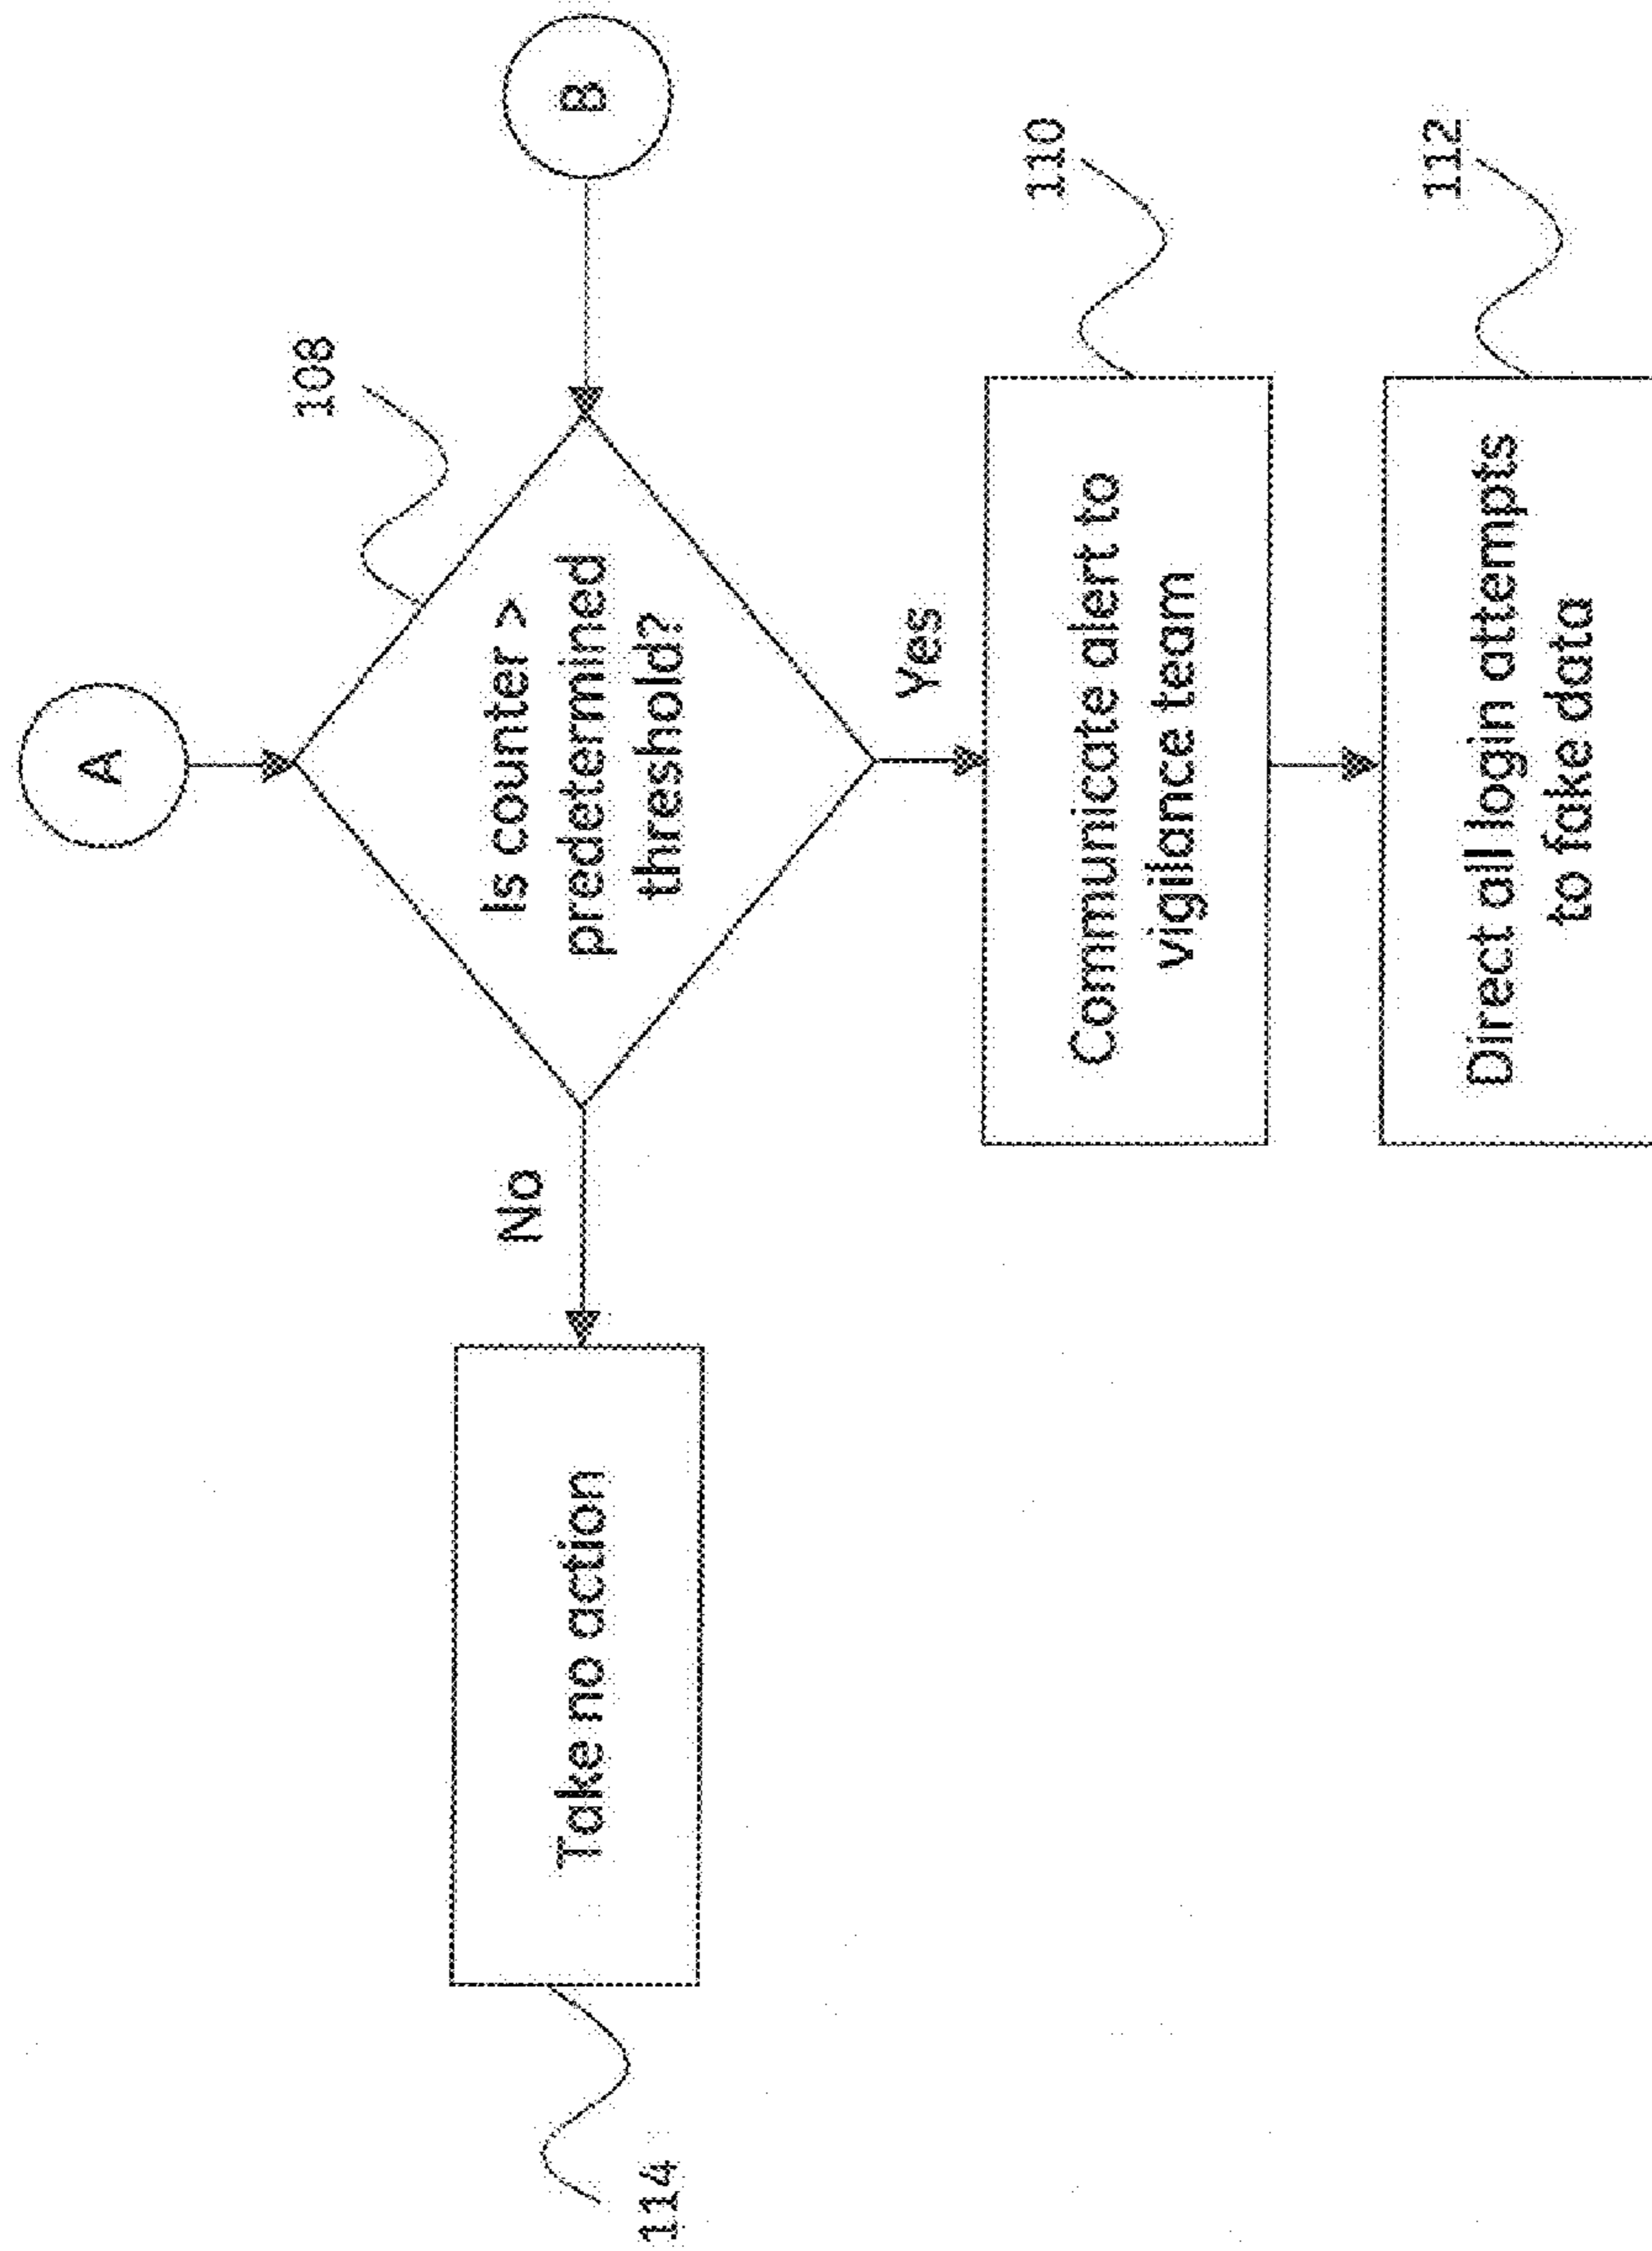 A
108
Is counter >
predetermined
threshold?
B
No
Yes
Take no action
114
Communicate alert to
vigilance team
110
Direct all login attempts
to fake data
112